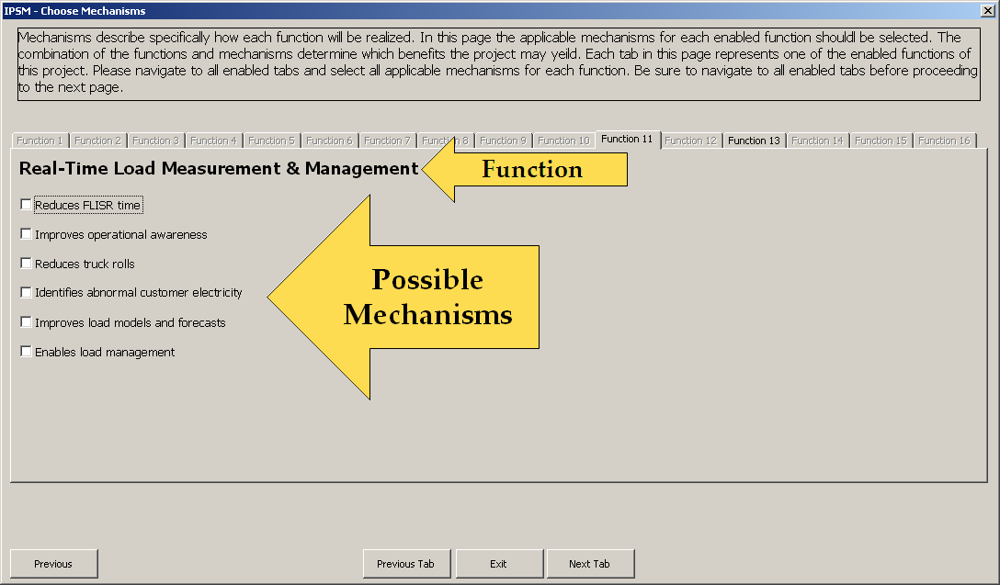 IPSM - Choose Mechanisms
Mechanisms describe specifically how each function will be realized. In this page the applicable mechanisms for each enabled function shouldl be selected. The
combination of the functions and mechanisms determine which benefits the project may yeild. Each tab in this page represents one of the enabled functions of
this project. Please navigate to all enabled tabs and select all applicable mechanisms for each function. Be sure to navigate to all enabled tabs before proceeding
to the next page.
Function 1 Function 2 Function 3 Function 4 Function 5 Function 6 Function 7 Function 8 Function 9 Function 10 Function 11 Function 12 Function 13 Function 14 Function 15 Function 16
Real-Time Load Measurement & Management
Function
Reduces FLISR time
Improves operational awareness
Reduces truck rolls
Identifies abnormal customer electricity
Improves load models and forecasts
Enables load management
Possible
Mechanisms
Previous Previous Tab Exit Next Tab